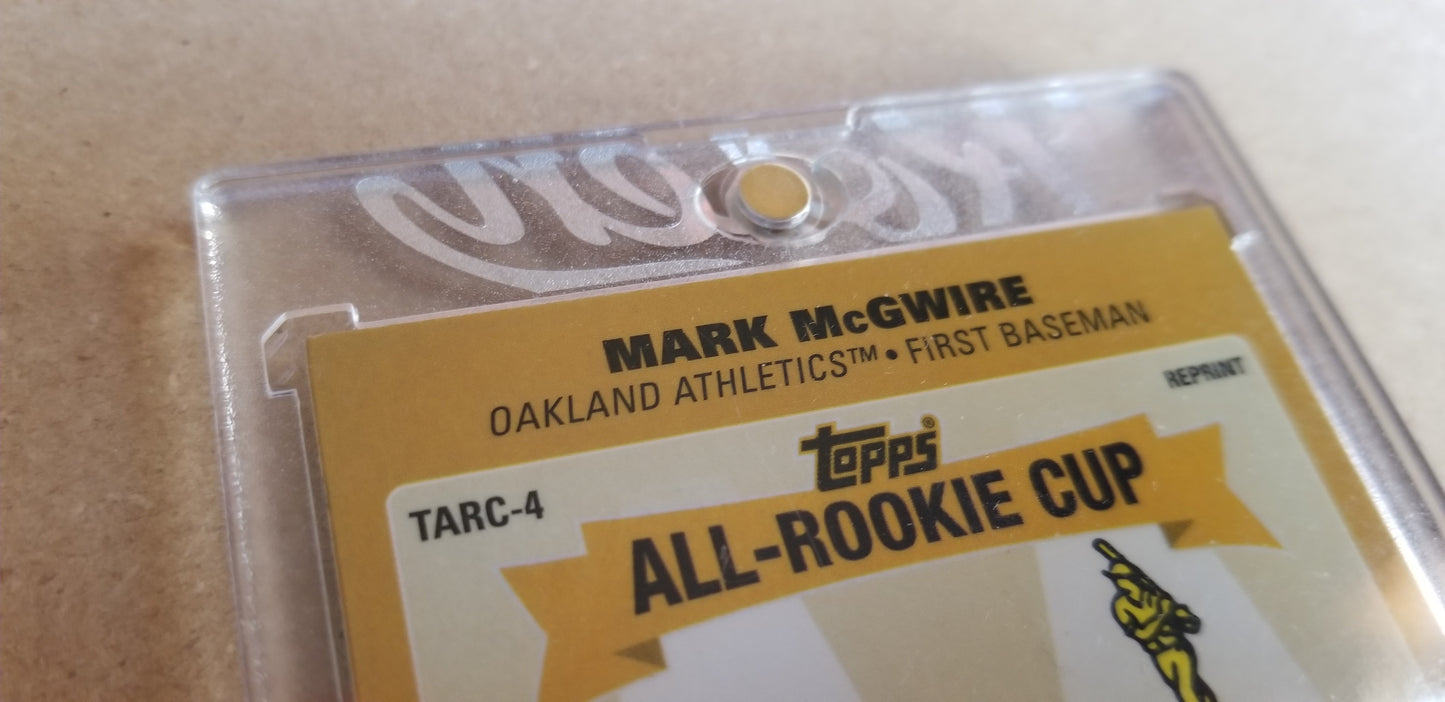 MARK McGWIRE
OAKLAND ATHLETICS™ • FIRST BASEMAN
REPRINT
topps®
TARC-4
ALL-ROOKIE CUP